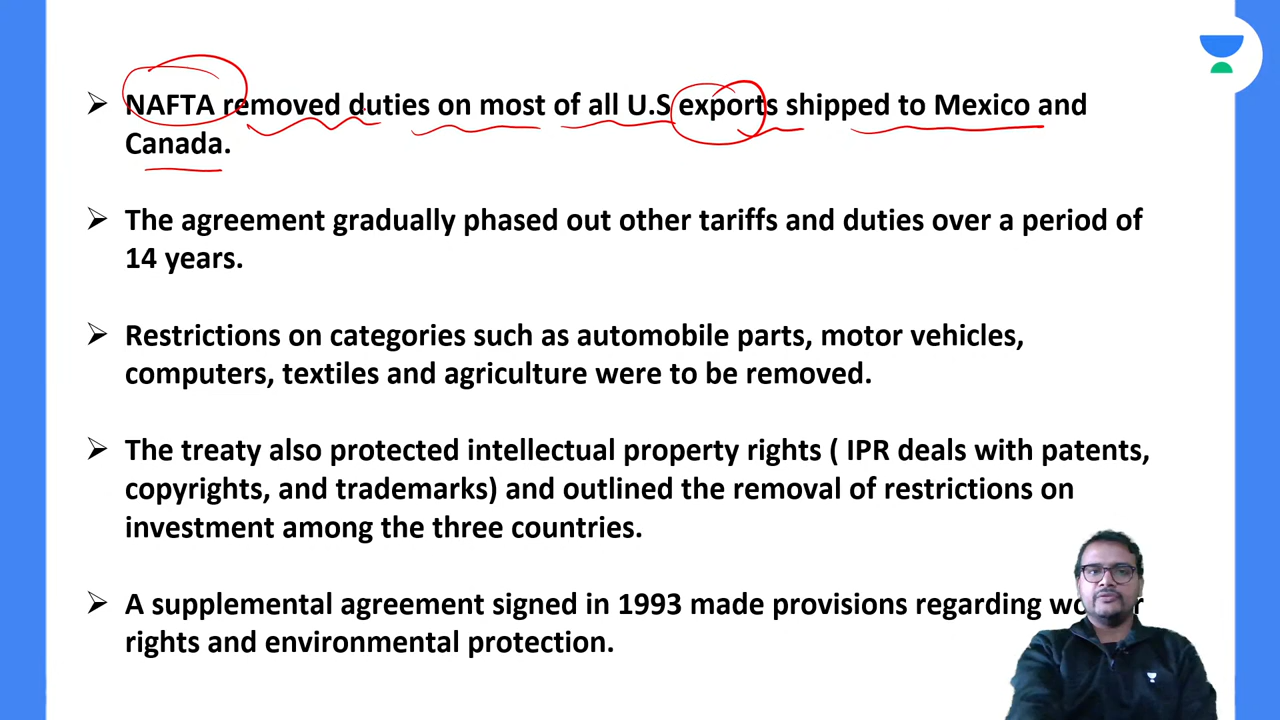 NAFTA removed duties on most of all U.S exports shipped to Mexico and
Canada.
The agreement gradually phased out other tariffs and duties over a period of
14 years.
Restrictions on categories such as automobile parts, motor vehicles,
computers, textiles and agriculture were to be removed.
The treaty also protected intellectual property rights ( IPR deals with patents,
copyrights, and trademarks) and outlined the removal of restrictions on
investment among the three countries.
A supplemental agreement signed in 1993 made provisions regarding
rights and environmental protection.